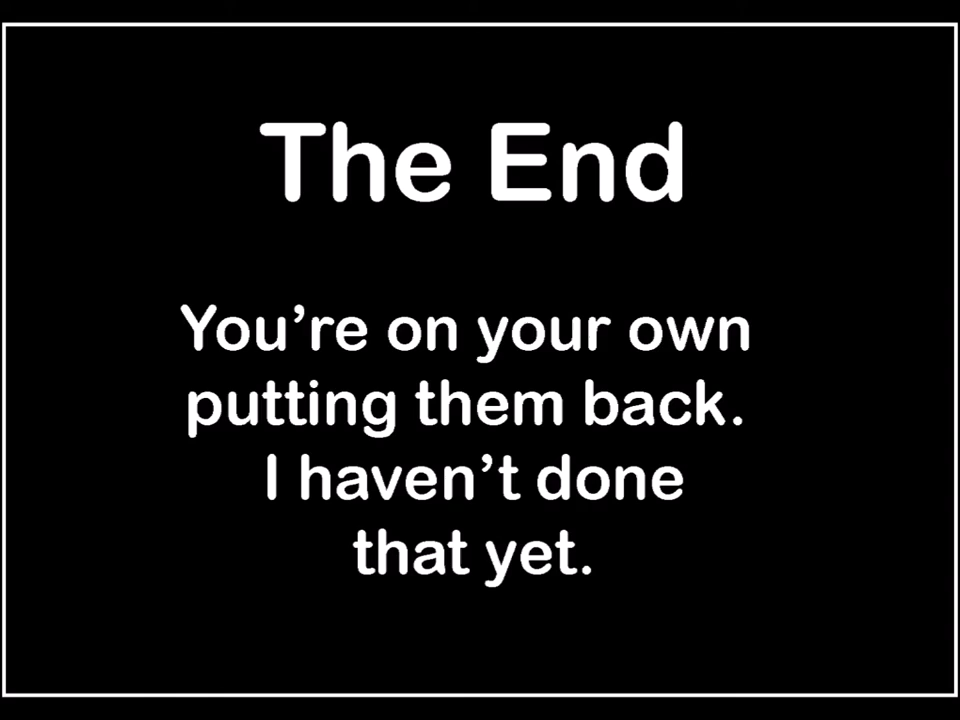 The End
You’re on your own
putting them back.
I haven’t done
that yet.